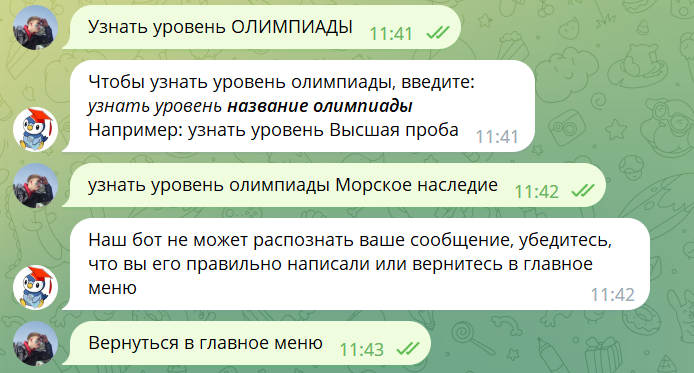 Узнать уровень ОЛИМПИАДЫ 11:41
Чтобы узнать уровень олимпиады, введите:
узнать уровень название олимпиады
Например: узнать уровень Высшая проба 11:41
узнать уровень олимпиады Морское наследие 11:42
Наш бот не может распознать ваше сообщение, убедитесь,
что вы его правильно написали или вернитесь в главное
меню
11:42
Вернуться в главное меню 11:43